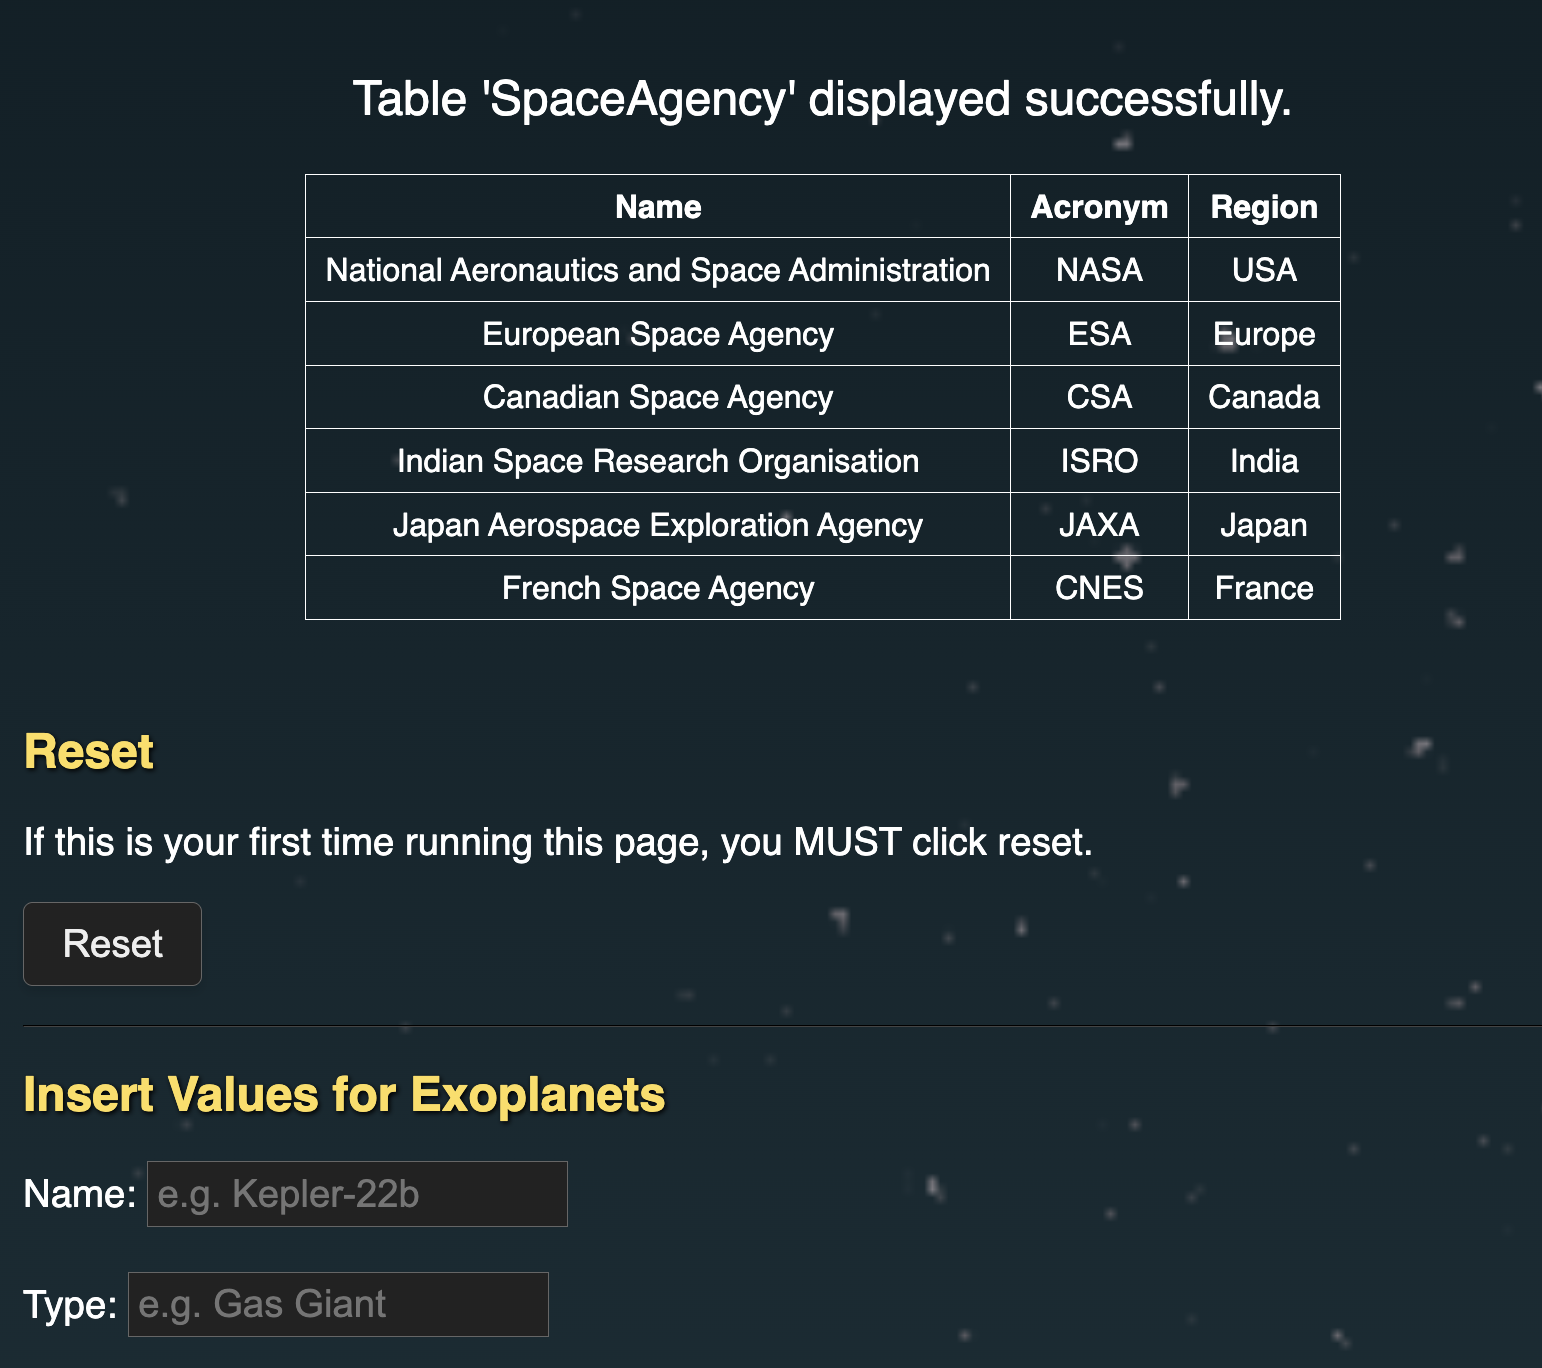 Table 'SpaceAgency' displayed successfully.
Name Acronym Region
National Aeronautics and Space Administration NASA USA
European Space Agency ESA Europe
Canadian Space Agency CSA Canada
Indian Space Research Organisation ISRO India
Japan Aerospace Exploration Agency JAXA Japan
French Space Agency CNES France
Reset
If this is your first time running this page, you MUST click reset.
Reset
Insert Values for Exoplanets
Name: e.g. Kepler-22b
Type: e.g. Gas Giant